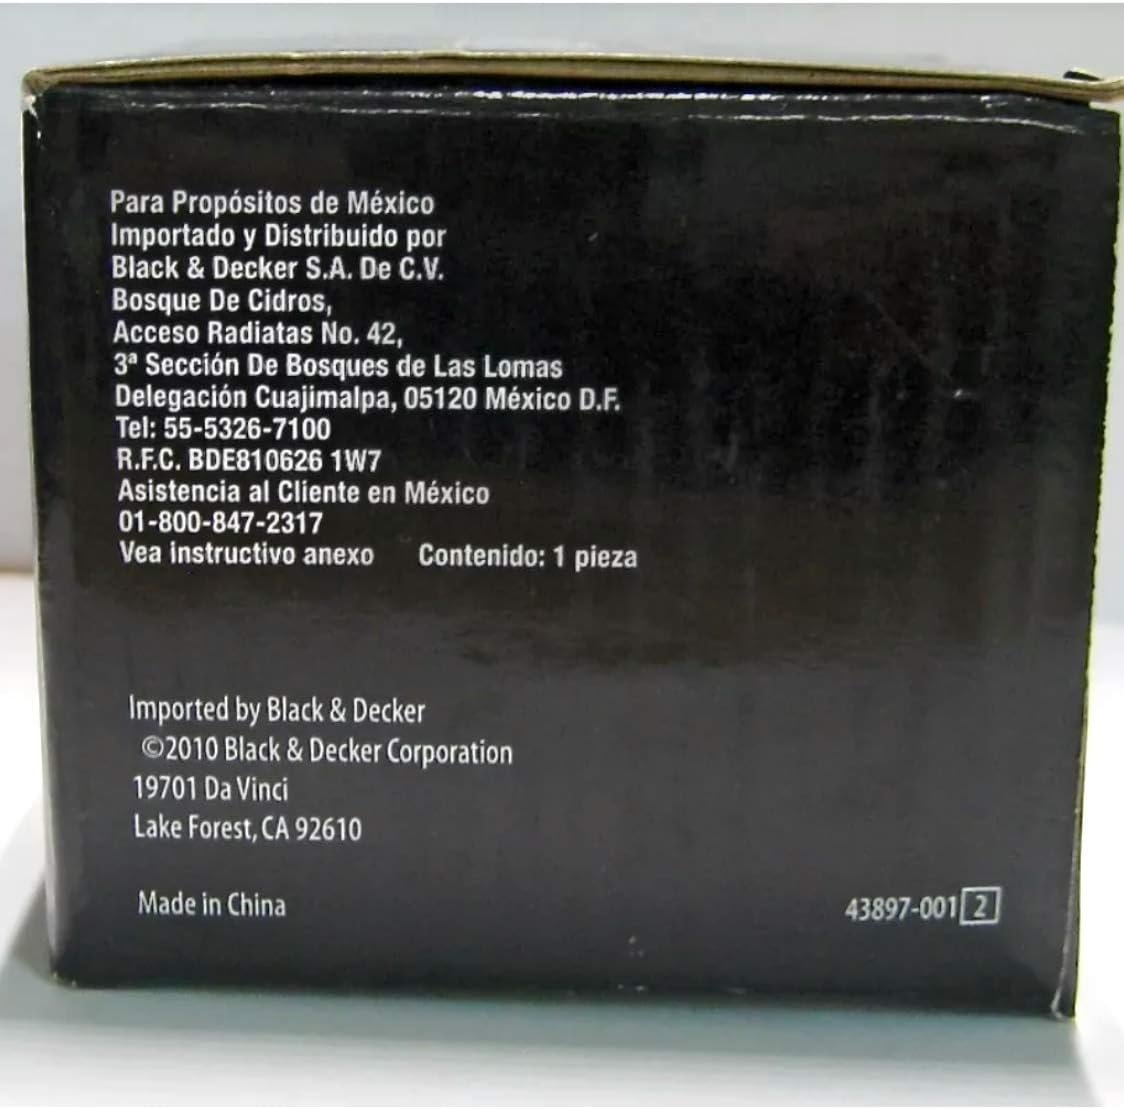 Para Propósitos de México
Importado y Distribuido por
Black & Decker S.A. De C.V.
Bosque De Cidros,
Acceso Radiatas No. 42,
3ª Sección De Bosques de Las Lomas
Delegación Cuajimalpa, 05120 México D.F.
Tel: 55-5326-7100
R.F.C. BDE810626 1W7
Asistencia al Cliente en México
01-800-847-2317
Vea instructivo anexo Contenido: 1 pieza
Imported by Black & Decker
©2010 Black & Decker Corporation
19701 Da Vinci
Lake Forest, CA 92610
Made in China 43897-001 2